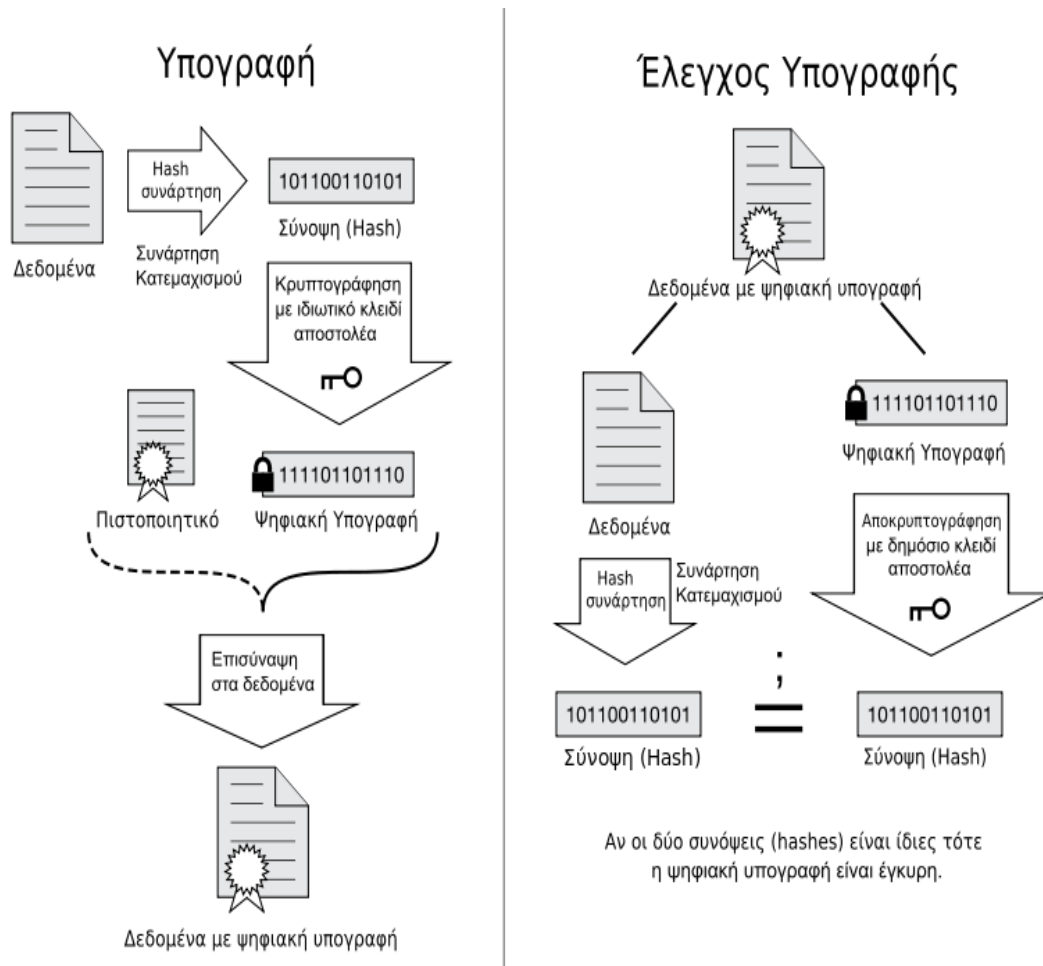 Υπογραφή
Hash
συνάρτηση
101100110101
Σύνοψη (Hash)
Δεδομένα
Συνάρτηση
Κατεμαχισμού
Κρυπτογράφηση
με ιδιωτικό κλειδί
αποστολέα
111101101110
Πιστοποιητικό
Ψηφιακή Υπογραφή
Επισύναψη
στα δεδομένα
Δεδομένα με ψηφιακή υπογραφή
Έλεγχος Υπογραφής
Δεδομένα με ψηφιακή υπογραφή
111101101110
Ψηφιακή Υπογραφή
Δεδομένα
Hash
συνάρτηση
Συνάρτηση
Κατεμαχισμού
Αποκρυπτογράφηση
με δημόσιο κλειδί
αποστολέα
101100110101
Σύνοψη (Hash)
;
=
101100110101
Σύνοψη (Hash)
Αν οι δύο συνόψεις (hashes) είναι ίδιες τότε
η ψηφιακή υπογραφή είναι έγκυρη.